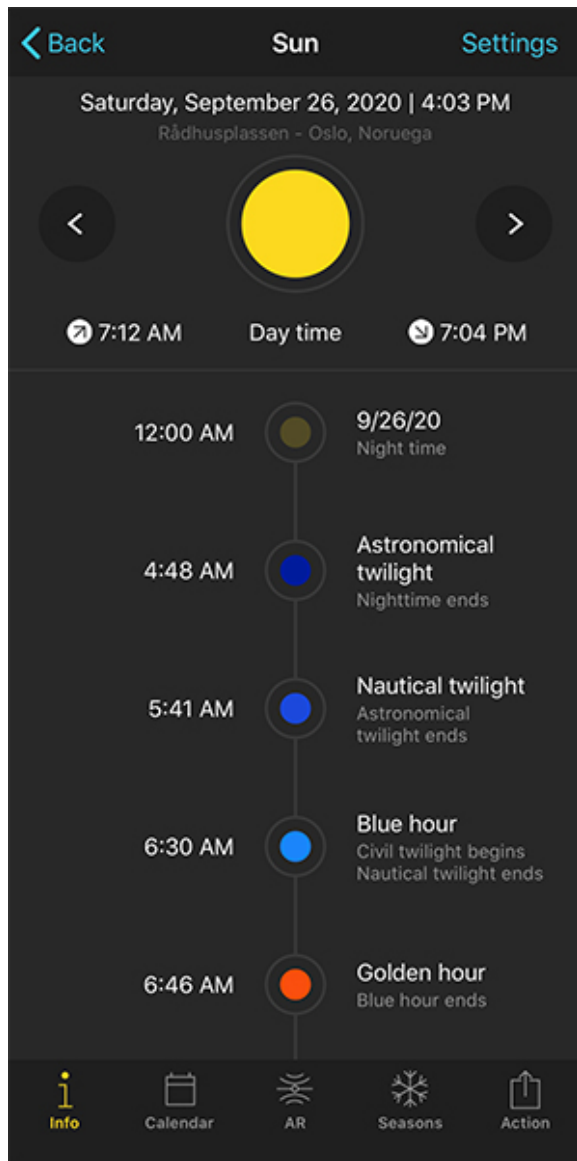 Back Sun Settings
Saturday, September 26, 2020 | 4:03 PM
Rådhusplassen - Oslo, Noruega
7:12 AM Day time 7:04 PM
12:00 AM 9/26/20
Night time
4:48 AM Astronomical
twilight
Nighttime ends
5:41 AM Nautical twilight
Astronomical
twilight ends
6:30 AM Blue hour
Civil twilight begins
Nautical twilight ends
6:46 AM Golden hour
Blue hour ends
Info Calendar AR Seasons Action